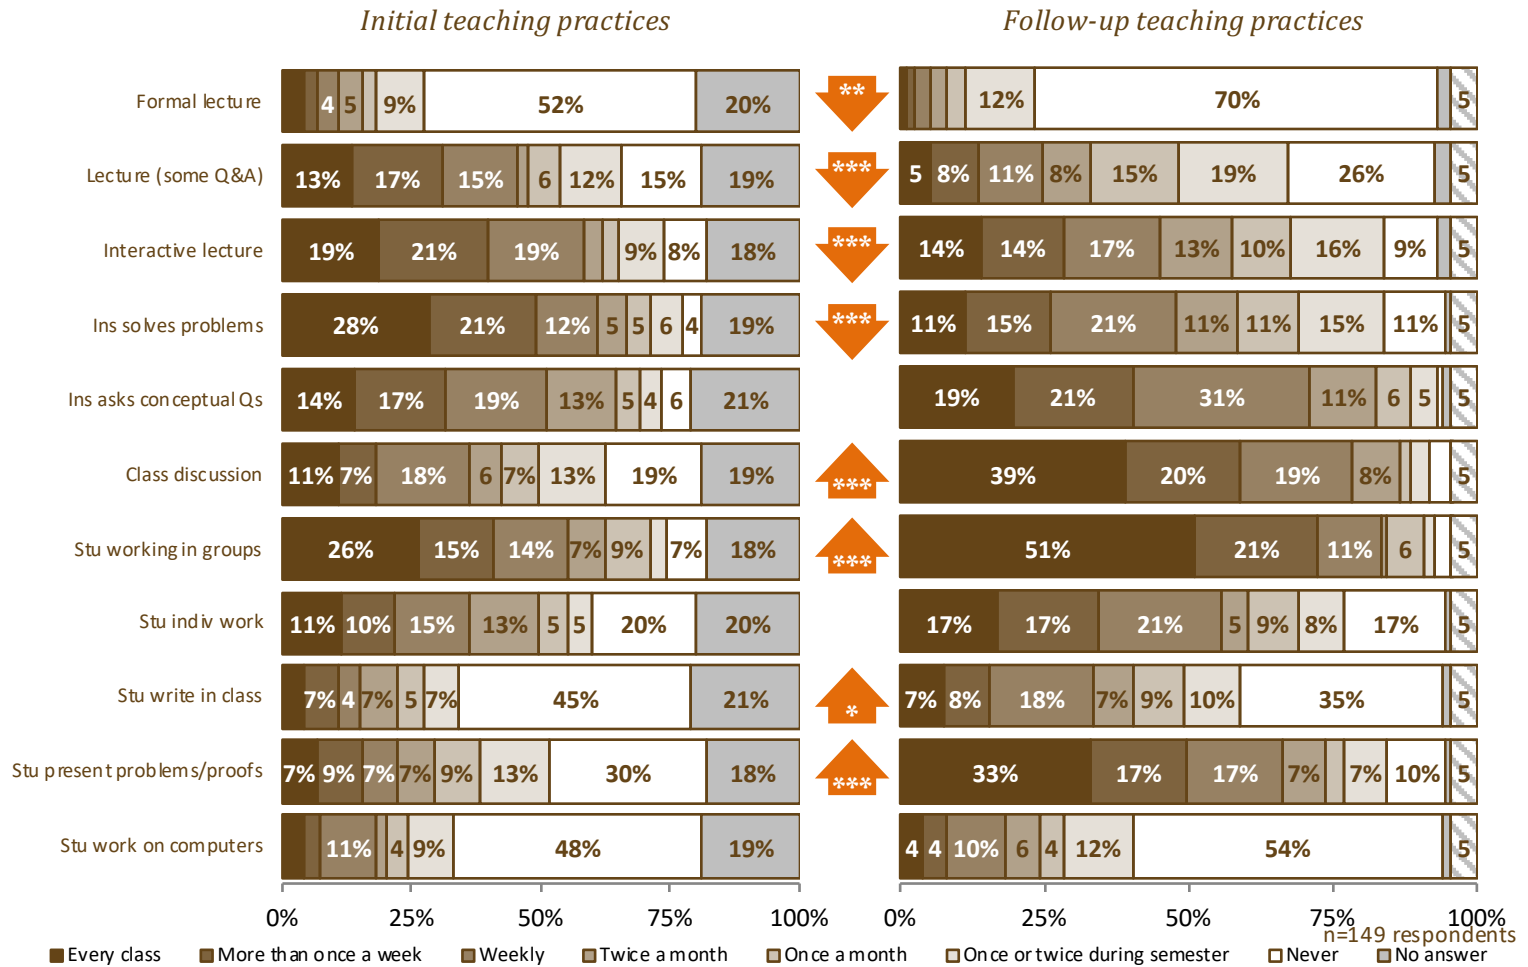 Initial teaching practices Follow-up teaching practices
Formal lecture 4 5 9% 52% 20% ** 12% 70% 5
Lecture (some Q&A) 13% 17% 15% 6 12% 15% 19% *** 5 8% 11% 8% 15% 19% 26% 5
Interactive lecture 19% 21% 19% 9% 8% 18% *** 14% 14% 17% 13% 10% 16% 9% 5
Ins solves problems 28% 21% 12% 5 5 6 4 19% *** 11% 15% 21% 11% 11% 15% 11% 5
Ins asks conceptual Qs 14% 17% 19% 13% 5 4 6 21% 19% 21% 31% 11% 6 5 5
Class discussion 11% 7% 18% 6 7% 13% 19% 19% *** 39% 20% 19% 8% 5
Stu working in groups 26% 15% 14% 7% 9% 7% 18% *** 51% 21% 11% 6 5
Stu indiv work 11% 10% 15% 13% 5 5 20% 20% 17% 17% 21% 5 9% 8% 17% 5
Stu write in class 7% 4 7% 5 7% 45% 21% * 7% 8% 18% 7% 9% 10% 35% 5
Stu present problems/proofs 7% 9% 7% 7% 9% 13% 30% 18% *** 33% 17% 17% 7% 7% 10% 5
Stu work on computers 11% 4 9% 48% 19% 4 4 10% 6 4 12% 54% 5
0% 25% 50% 75% 100% 0% 25% 50% 75% 100%
n=149 respondents
Every class More than once a week Weekly Twice a month Once a month Once or twice during semester Never No answer